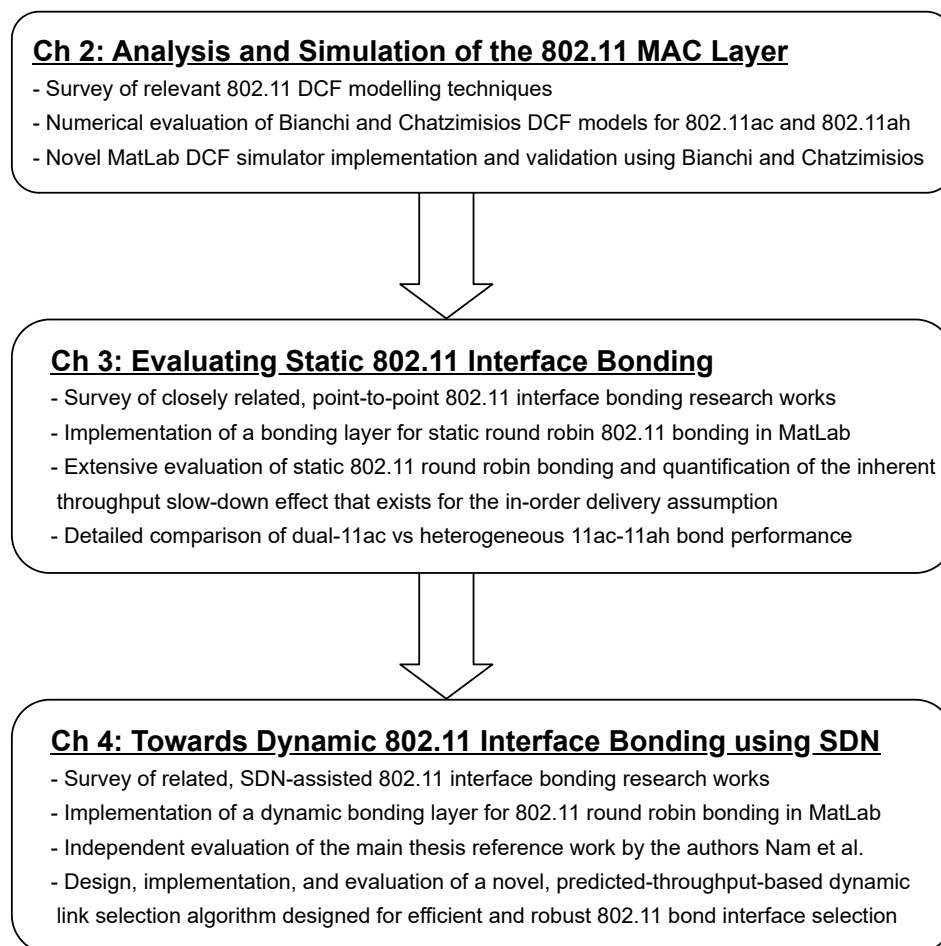 Ch 2: Analysis and Simulation of the 802.11 MAC Layer
- Survey of relevant 802.11 DCF modelling techniques
- Numerical evaluation of Bianchi and Chatzimisios DCF models for 802.11ac and 802.11ah
- Novel MatLab DCF simulator implementation and validation using Bianchi and Chatzimisios
Ch 3: Evaluating Static 802.11 Interface Bonding
- Survey of closely related, point-to-point 802.11 interface bonding research works
- Implementation of a bonding layer for static round robin 802.11 bonding in MatLab
- Extensive evaluation of static 802.11 round robin bonding and quantification of the inherent
throughput slow-down effect that exists for the in-order delivery assumption
- Detailed comparison of dual-11ac vs heterogeneous 11ac-11ah bond performance
Ch 4: Towards Dynamic 802.11 Interface Bonding using SDN
- Survey of related, SDN-assisted 802.11 interface bonding research works
- Implementation of a dynamic bonding layer for 802.11 round robin bonding in MatLab
- Independent evaluation of the main thesis reference work by the authors Nam et al.
- Design, implementation, and evaluation of a novel, predicted-throughput-based dynamic
link selection algorithm designed for efficient and robust 802.11 bond interface selection